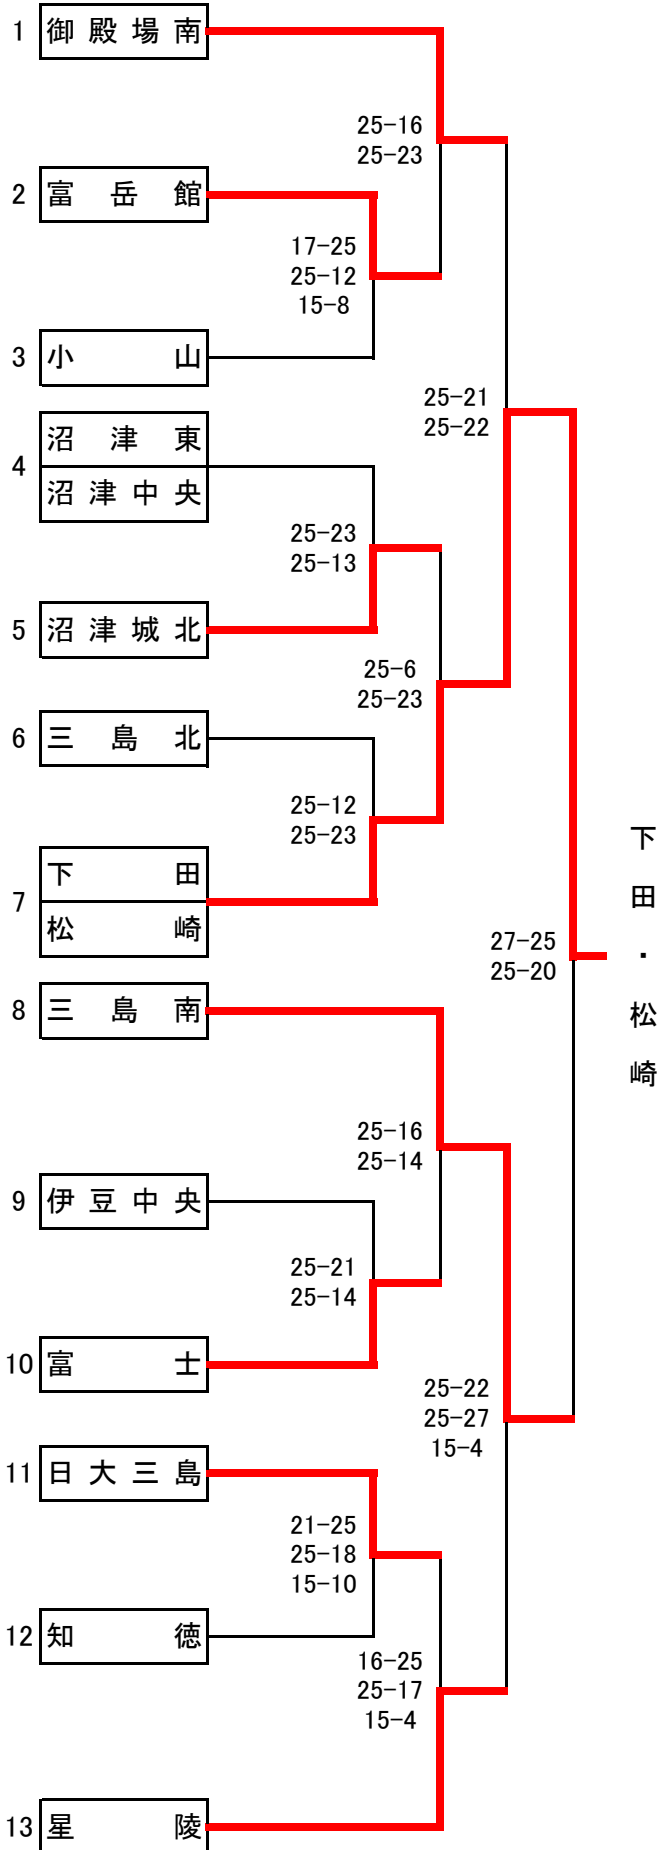 1 御殿場南
25-16
25-23
2 富岳館
17-25
25-12
15-8
3 小山
25-21
25-22
4 沼津東
沼津中央
25-23
25-13
5 沼津城北
25-6
25-23
6 三島北
25-12
25-23
7 下田
松崎
下田・松崎
27-25
25-20
8 三島南
25-16
25-14
9 伊豆中央
25-21
25-14
10 富士
25-22
25-27
15-4
11 日大三島
21-25
25-18
15-10
12 知徳
16-25
25-17
15-4
13 星陵